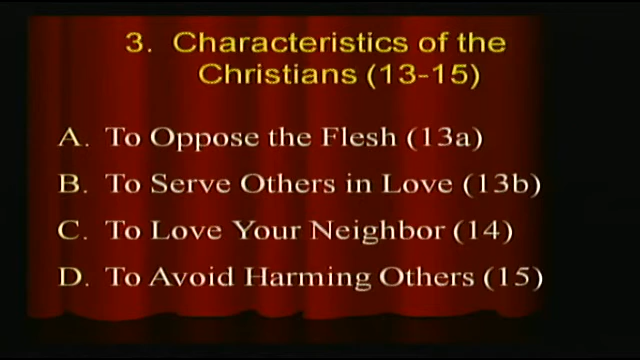 3. Characteristics of the
Christians (13-15)
A. To Oppose the Flesh (13a)
B. To Serve Others in Love (13b)
C. To Love Your Neighbor (14)
D. To Avoid Harming Others (15)